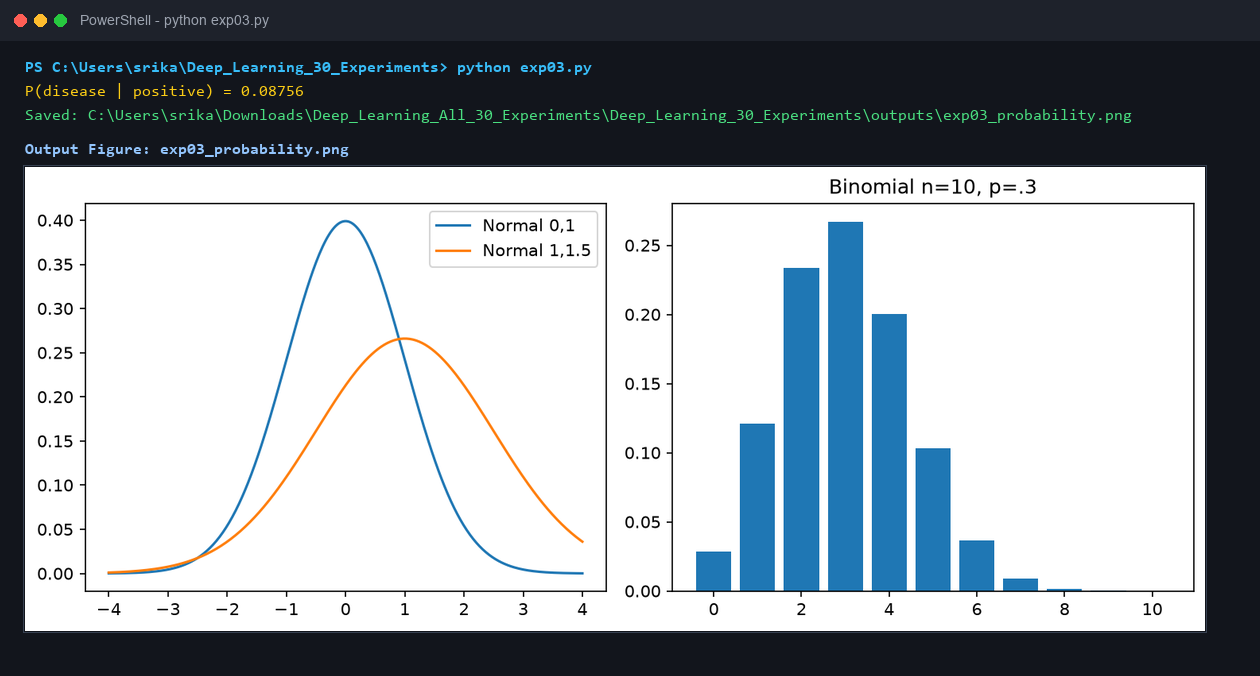 PowerShell - python exp03.py
PS C:\Users\srika\Deep_Learning_30_Experiments> python exp03.py
P(disease | positive) = 0.08756
Saved: C:\Users\srika\Downloads\Deep_Learning_All_30_Experiments\Deep_Learning_30_Experiments\outputs\exp03_probability.png
Output Figure: exp03_probability.png
Normal 0,1
Normal 1,1.5
0.40
0.35
0.30
0.25
0.20
0.15
0.10
0.05
0.00
−4 −3 −2 −1 0 1 2 3 4
Binomial n=10, p=.3
0.25
0.20
0.15
0.10
0.05
0.00
0 2 4 6 8 10